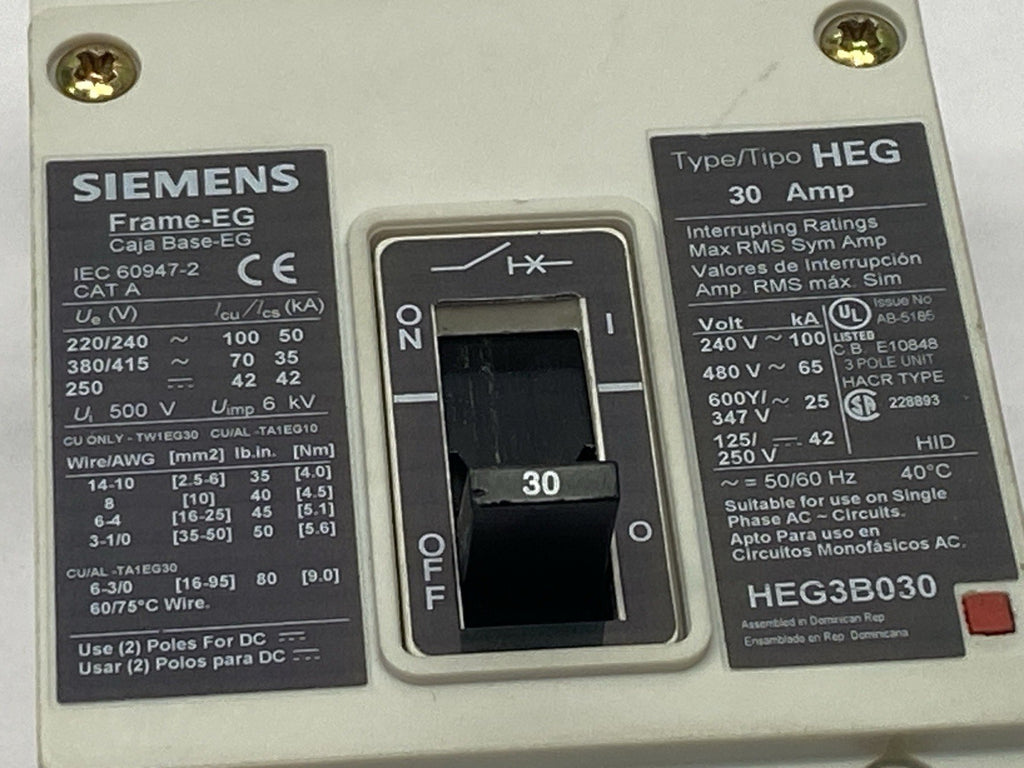 SIEMENS
Frame-EG
Caja Base-EG
IEC 60947-2
CAT A
CE
Ue (V) Icu/Ics (kA)
220/240 ~ 100 50
380/415 ~ 70 35
250 ⎓ 42 42
Ui 500 V Uimp 6 kV
CU ONLY - TW1EG30 CU/AL -TA1EG10
Wire/AWG [mm2] lb.in. [Nm]
14-10 [2.5-6] 35 [4.0]
8 [10] 40 [4.5]
6-4 [16-25] 45 [5.1]
3-1/0 [35-50] 50 [5.6]
CU/AL -TA1EG30
6-3/0 [16-95] 80 [9.0]
60/75°C Wire.
Use (2) Poles For DC ⎓
Usar (2) Polos para DC ⎓
ON
I
30
OFF
O
Type/Tipo HEG
30 Amp
Interrupting Ratings
Max RMS Sym Amp
Valores de Interrupción
Amp. RMS máx. Sim
Volt kA
240 V ~ 100
480 V ~ 65
600Y/ ~ 25
347 V
125/ ⎓ 42
250 V
UL
LISTED
Issue No
AB-5185
C.B. E10848
3 POLE UNIT
HACR TYPE
SA 228893
HID
~ = 50/60 Hz 40°C
Suitable for use on Single
Phase AC ~ Circuits.
Apto Para uso en
Circuitos Monofásicos AC.
HEG3B030
Assembled in Dominican Rep
Ensamblado en Rep Dominicana